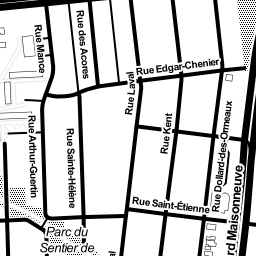 Rue Mance
Rue des Açores
Rue Laval
Rue Edgar-Chenier
Rue Arthur-Guertin
Rue Sainte-Hélène
Rue Kent
Rue Dollard-des-Ormeaux
Rue Saint-Étienne
rd Maisonneuve
Parc du
Sentier de